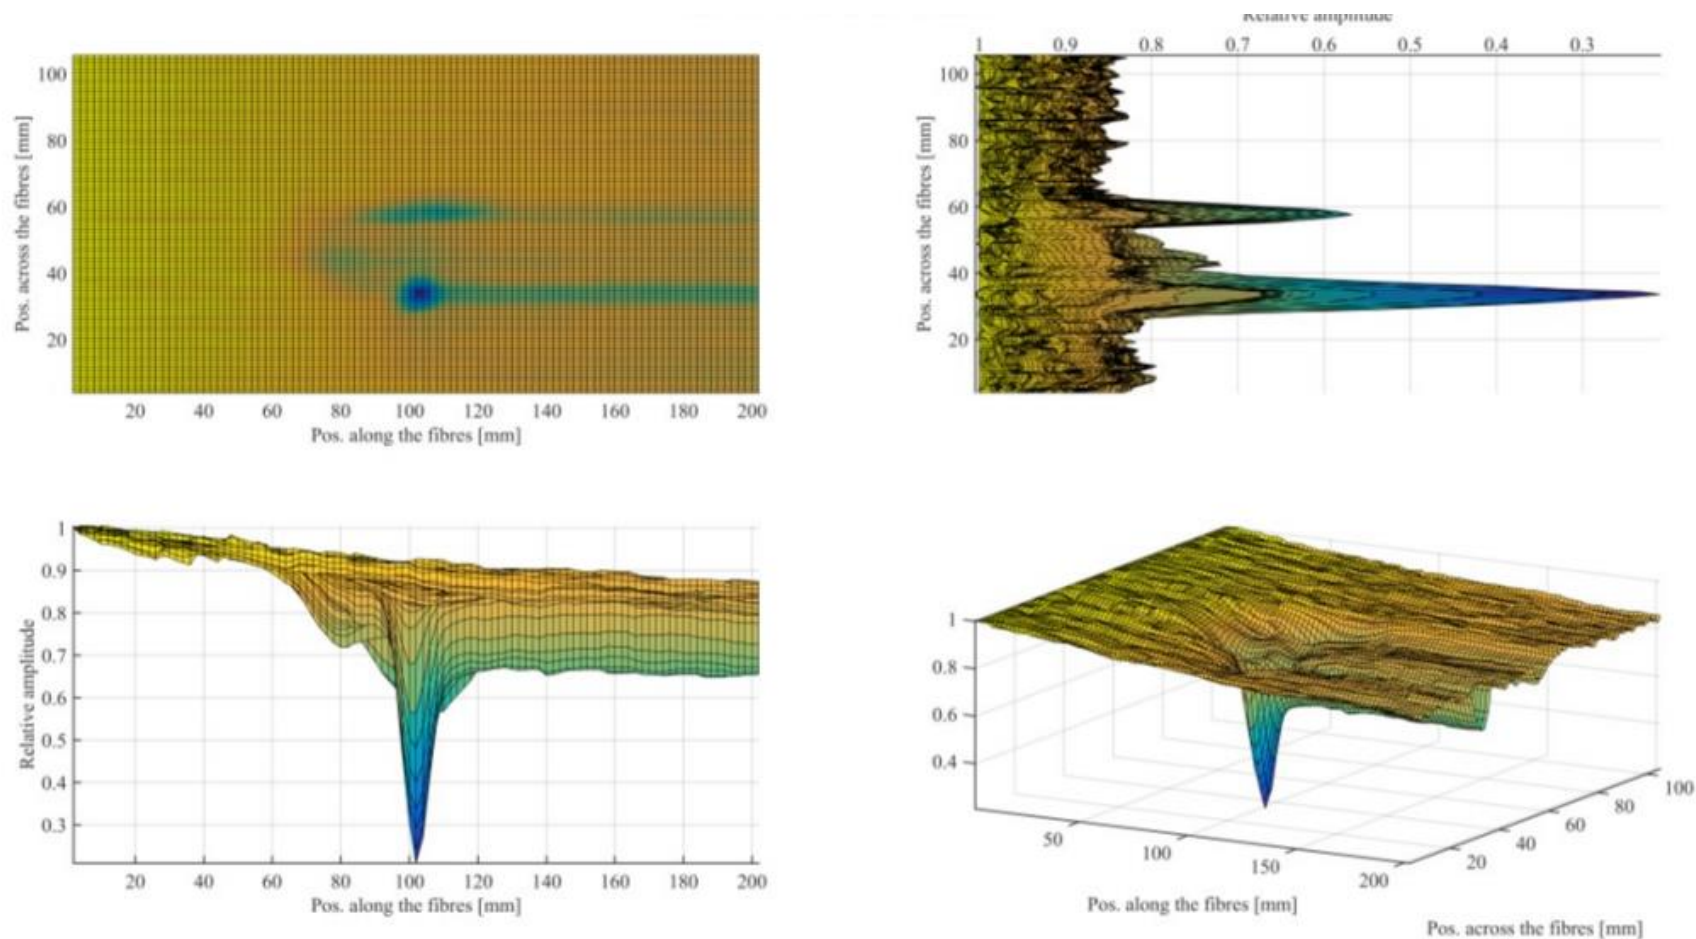 100
80
60
40
20
Pos. across the fibres [mm]
20 40 60 80 100 120 140 160 180 200
Pos. along the fibres [mm]
Relative amplitude
1 0.9 0.8 0.7 0.6 0.5 0.4 0.3
100
80
60
40
20
Pos. across the fibres [mm]
1
0.9
0.8
0.7
0.6
0.5
0.4
0.3
Relative amplitude
20 40 60 80 100 120 140 160 180 200
Pos. along the fibres [mm]
1
0.8
0.6
0.4
50
100
150
200
Pos. along the fibres [mm]
20
40
60
80
100
Pos. across the fibres [mm]